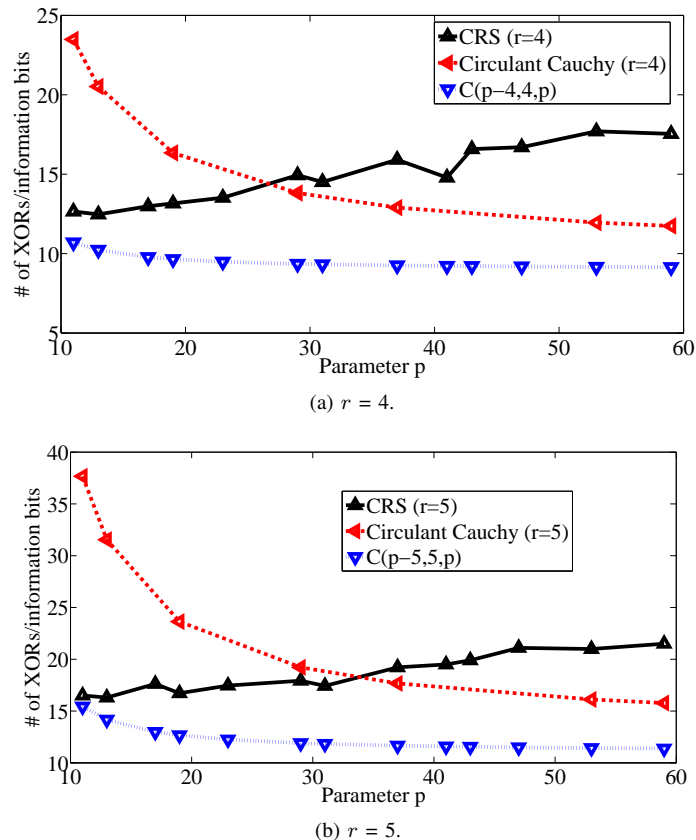 25
20
15
10
5
# of XORs/information bits
CRS (r=4)
Circulant Cauchy (r=4)
C(p−4,4,p)
10 20 30 40 50 60
Parameter p
(a) r = 4.
40
35
30
25
20
15
10
# of XORs/information bits
CRS (r=5)
Circulant Cauchy (r=5)
C(p−5,5,p)
10 20 30 40 50 60
Parameter p
(b) r = 5.